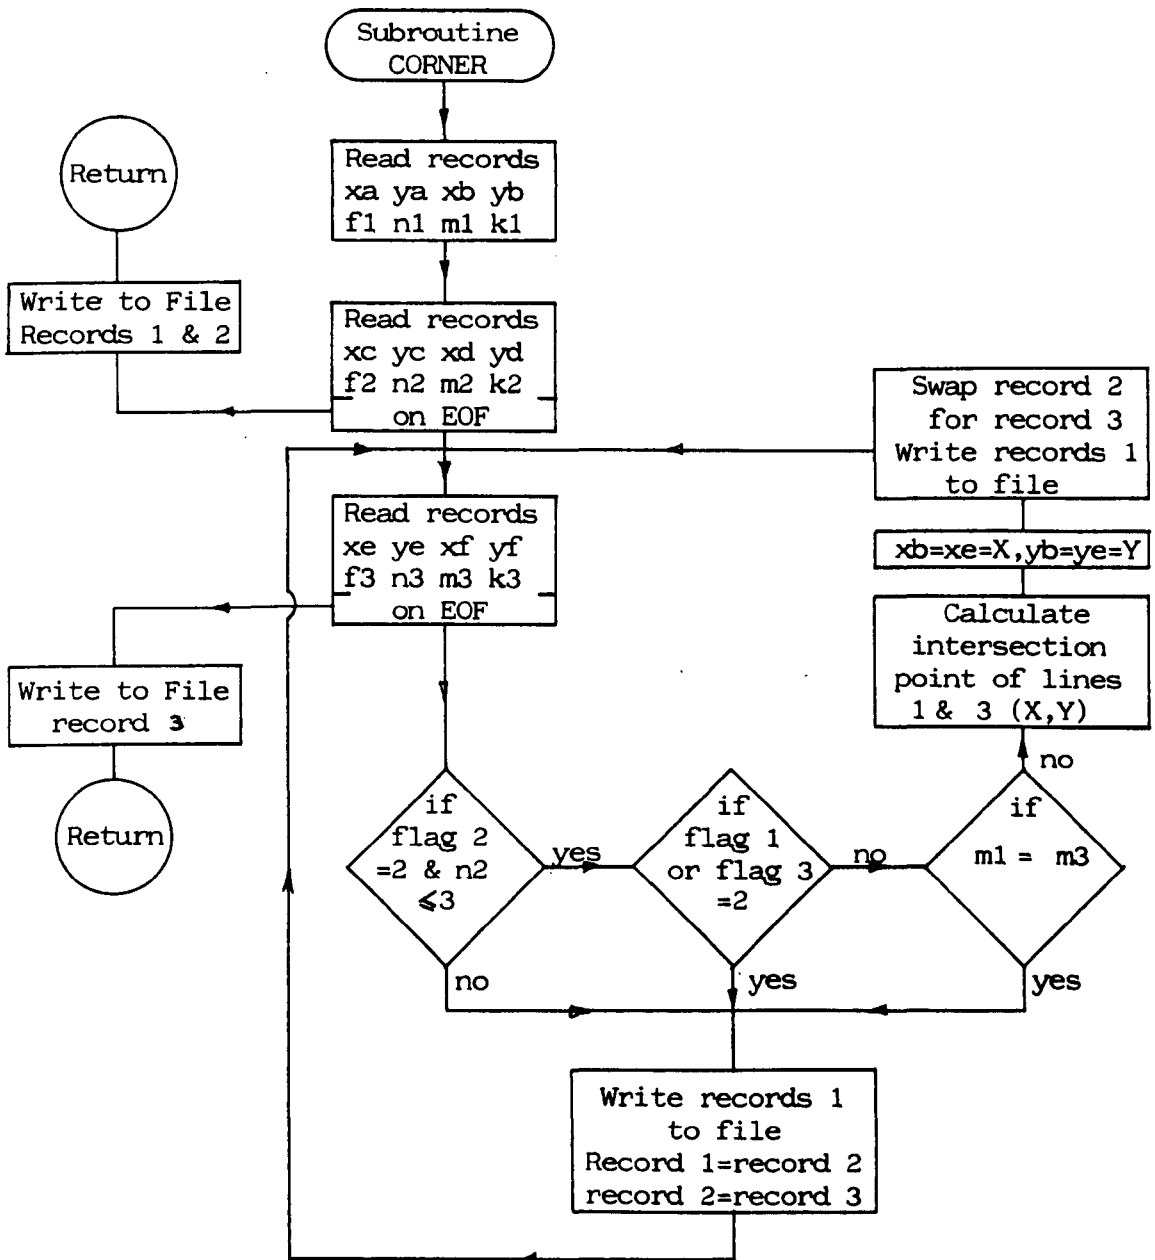 Subroutine
CORNER
Read records
xa ya xb yb
f1 n1 m1 k1
Return
Write to File
Records 1 & 2
Read records
xc yc xd yd
f2 n2 m2 k2
on EOF
Swap record 2
for record 3
Write records 1
to file
Read records
xe ye xf yf
f3 n3 m3 k3
on EOF
xb=xe=X,yb=ye=Y
Calculate
intersection
point of lines
1 & 3 (X,Y)
Write to File
record 3
Return
no
if
flag 2
=2 & n2
⩽3
yes
if
flag 1
or flag 3
=2
no
if
m1 = m3
no
yes
yes
Write records 1
to file
Record 1=record 2
record 2=record 3